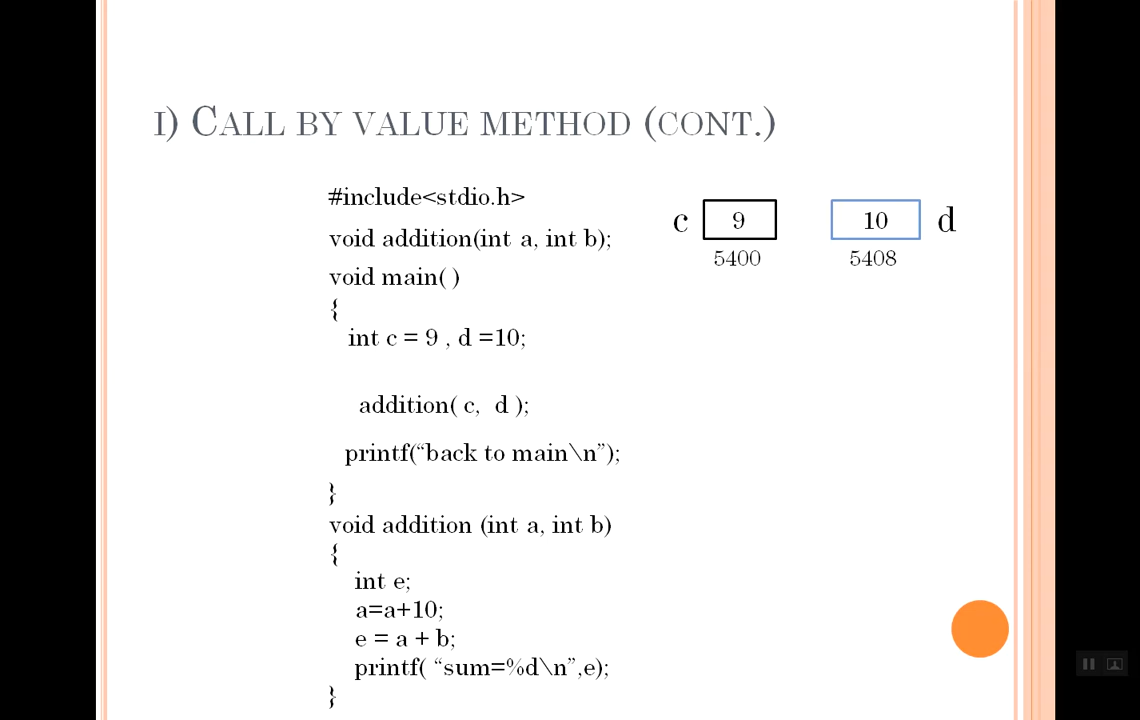 I) CALL BY VALUE METHOD (CONT.)
#include<stdio.h>
c 9 10 d
5400 5408
void addition(int a, int b);
void main( )
{
int c = 9 , d =10;
addition( c, d );
printf(“back to main\n”);
}
void addition (int a, int b)
{
int e;
a=a+10;
e = a + b;
printf( “sum=%d\n”,e);
}